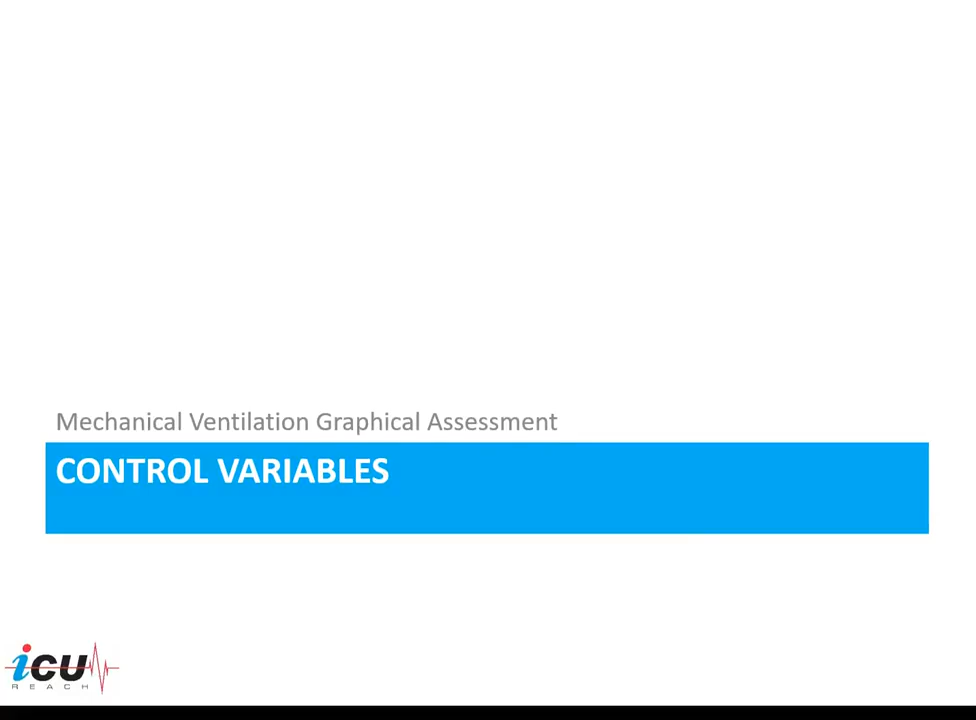 Mechanical Ventilation Graphical Assessment
CONTROL VARIABLES
icu
REACH